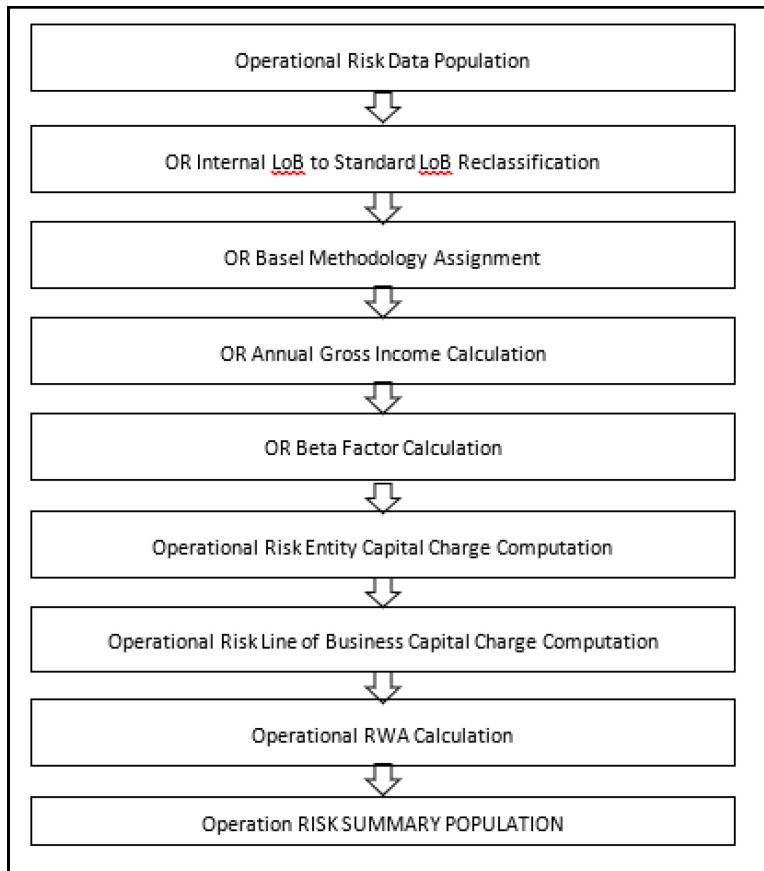 Operational Risk Data Population
OR Internal LoB to Standard LoB Reclassification
OR Basel Methodology Assignment
OR Annual Gross Income Calculation
OR Beta Factor Calculation
Operational Risk Entity Capital Charge Computation
Operational Risk Line of Business Capital Charge Computation
Operational RWA Calculation
Operation RISK SUMMARY POPULATION